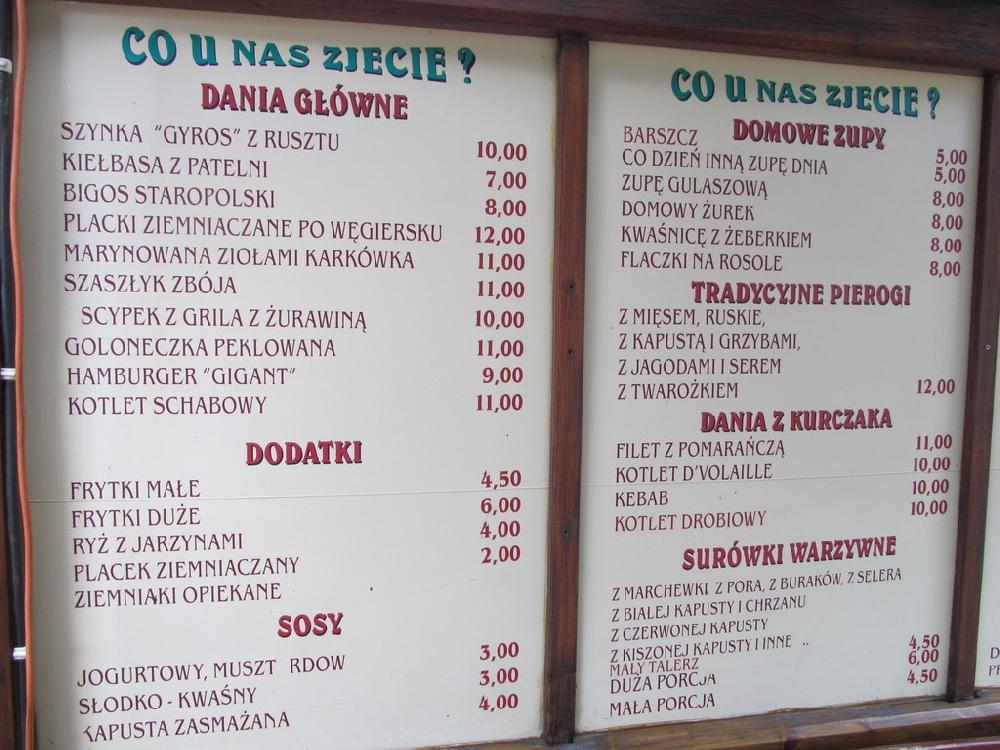 CO U NAS ZJECIE ?
DANIA GŁÓWNE
SZYNKA "GYROS" Z RUSZTU 10,00
KIEŁBASA Z PATELNI 7,00
BIGOS STAROPOLSKI 8,00
PLACKI ZIEMNIACZANE PO WĘGIERSKU 12,00
MARYNOWANA ZIOŁAMI KARKÓWKA 11,00
SZASZŁYK ZBÓJA 11,00
SCYPEK Z GRILA Z ŻURAWINĄ 10,00
GOLONECZKA PEKLOWANA 11,00
HAMBURGER "GIGANT" 9,00
KOTLET SCHABOWY 11,00
DODATKI
FRYTKI MAŁE 4,50
FRYTKI DUŻE 6,00
RYŻ Z JARZYNAMI 4,00
PLACEK ZIEMNIACZANY 2,00
ZIEMNIAKI OPIEKANE
SOSY
JOGURTOWY, MUSZT RDOW 3,00
SŁODKO - KWAŚNY 3,00
KAPUSTA ZASMAŻANA 4,00
CO U NAS ZJECIE ?
DOMOWE ZUPY
BARSZCZ 5,00
CO DZIEŃ INNĄ ZUPĘ DNIA 5,00
ZUPĘ GULASZOWĄ 8,00
DOMOWY ŻUREK 8,00
KWAŚNICĘ Z ŻEBERKIEM 8,00
FLACZKI NA ROSOLE 8,00
TRADYCYJNE PIEROGI
Z MIĘSEM, RUSKIE,
Z KAPUSTĄ I GRZYBAMI,
Z JAGODAMI I SEREM
Z TWAROŻKIEM 12,00
DANIA Z KURCZAKA
FILET Z POMARAŃCZĄ 11,00
KOTLET D'VOLAILLE 10,00
KEBAB 10,00
KOTLET DROBIOWY 10,00
SURÓWKI WARZYWNE
Z MARCHEWKI, Z PORA, Z BURAKÓW, Z SELERA
Z BIAŁEJ KAPUSTY I CHRZANU
Z CZERWONEJ KAPUSTY
Z KISZONEJ KAPUSTY I INNE ..
MAŁY TALERZ 4,50
DUŻA PORCJA 6,00
MAŁA PORCJA 4,50